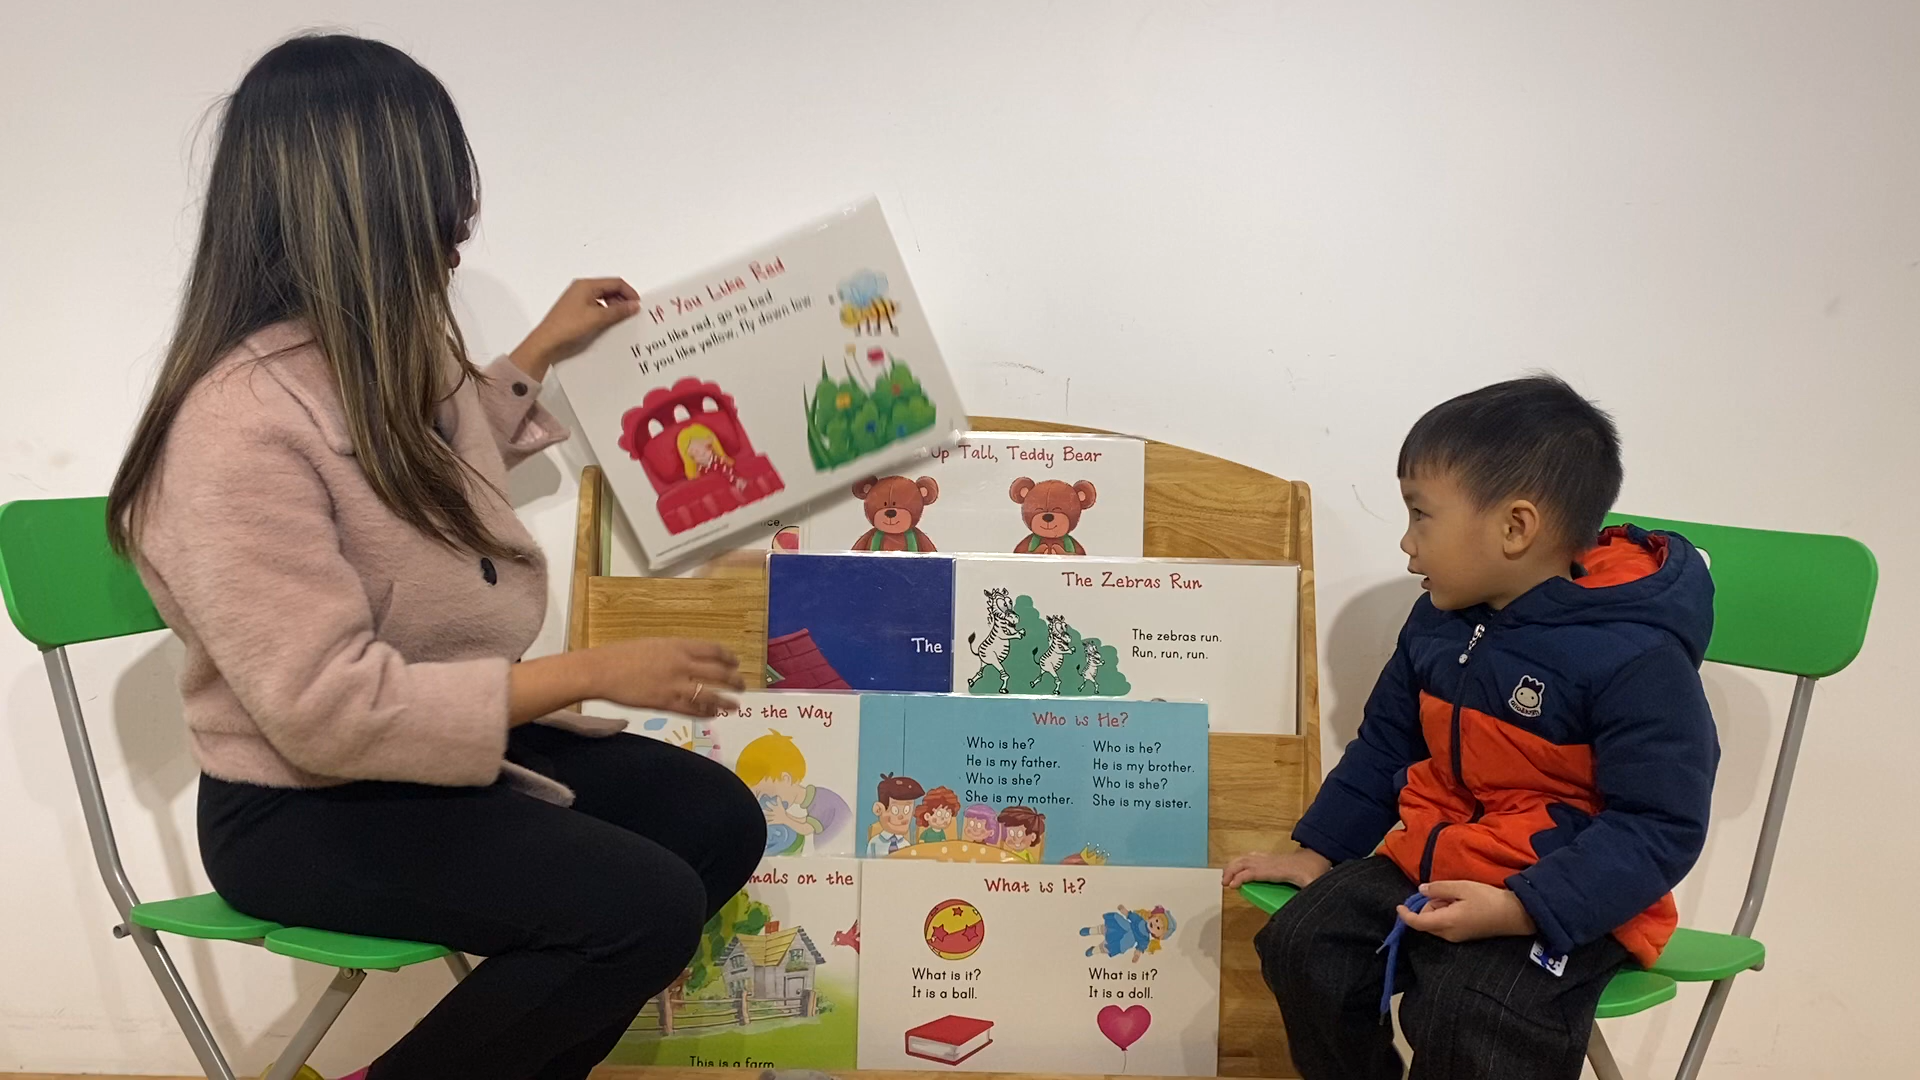 If You Like Red
If you like red, go to bed.
If you like yellow, fly down low
Up Tall, Teddy Bear
The
The Zebras Run
The zebras run.
Run, run, run.
is the Way
Who is He?
Who is he?
He is my father.
Who is she?
She is my mother.
Who is he?
He is my brother.
Who is she?
She is my sister.
on the
What is It?
What is it?
It is a ball.
What is it?
It is a doll.
This is a farm